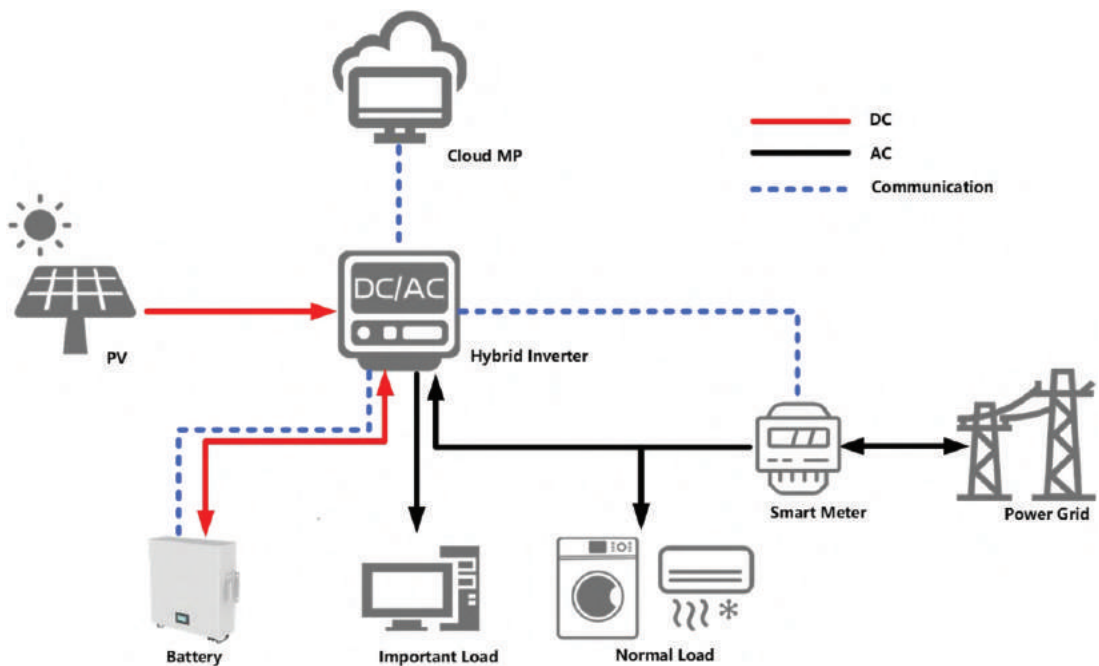 Cloud MP
DC
AC
Communication
DC/AC
PV
Hybrid Inverter
Smart Meter
Power Grid
Battery
Important Load
Normal Load